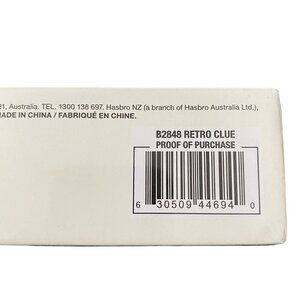 21, Australia. TEL. 1300 138 697. Hasbro NZ (a branch of Hasbro Australia Ltd.),
MADE IN CHINA / FABRIQUÉ EN CHINE.
B2848 RETRO CLUE
PROOF OF PURCHASE
6 30509 44694 0